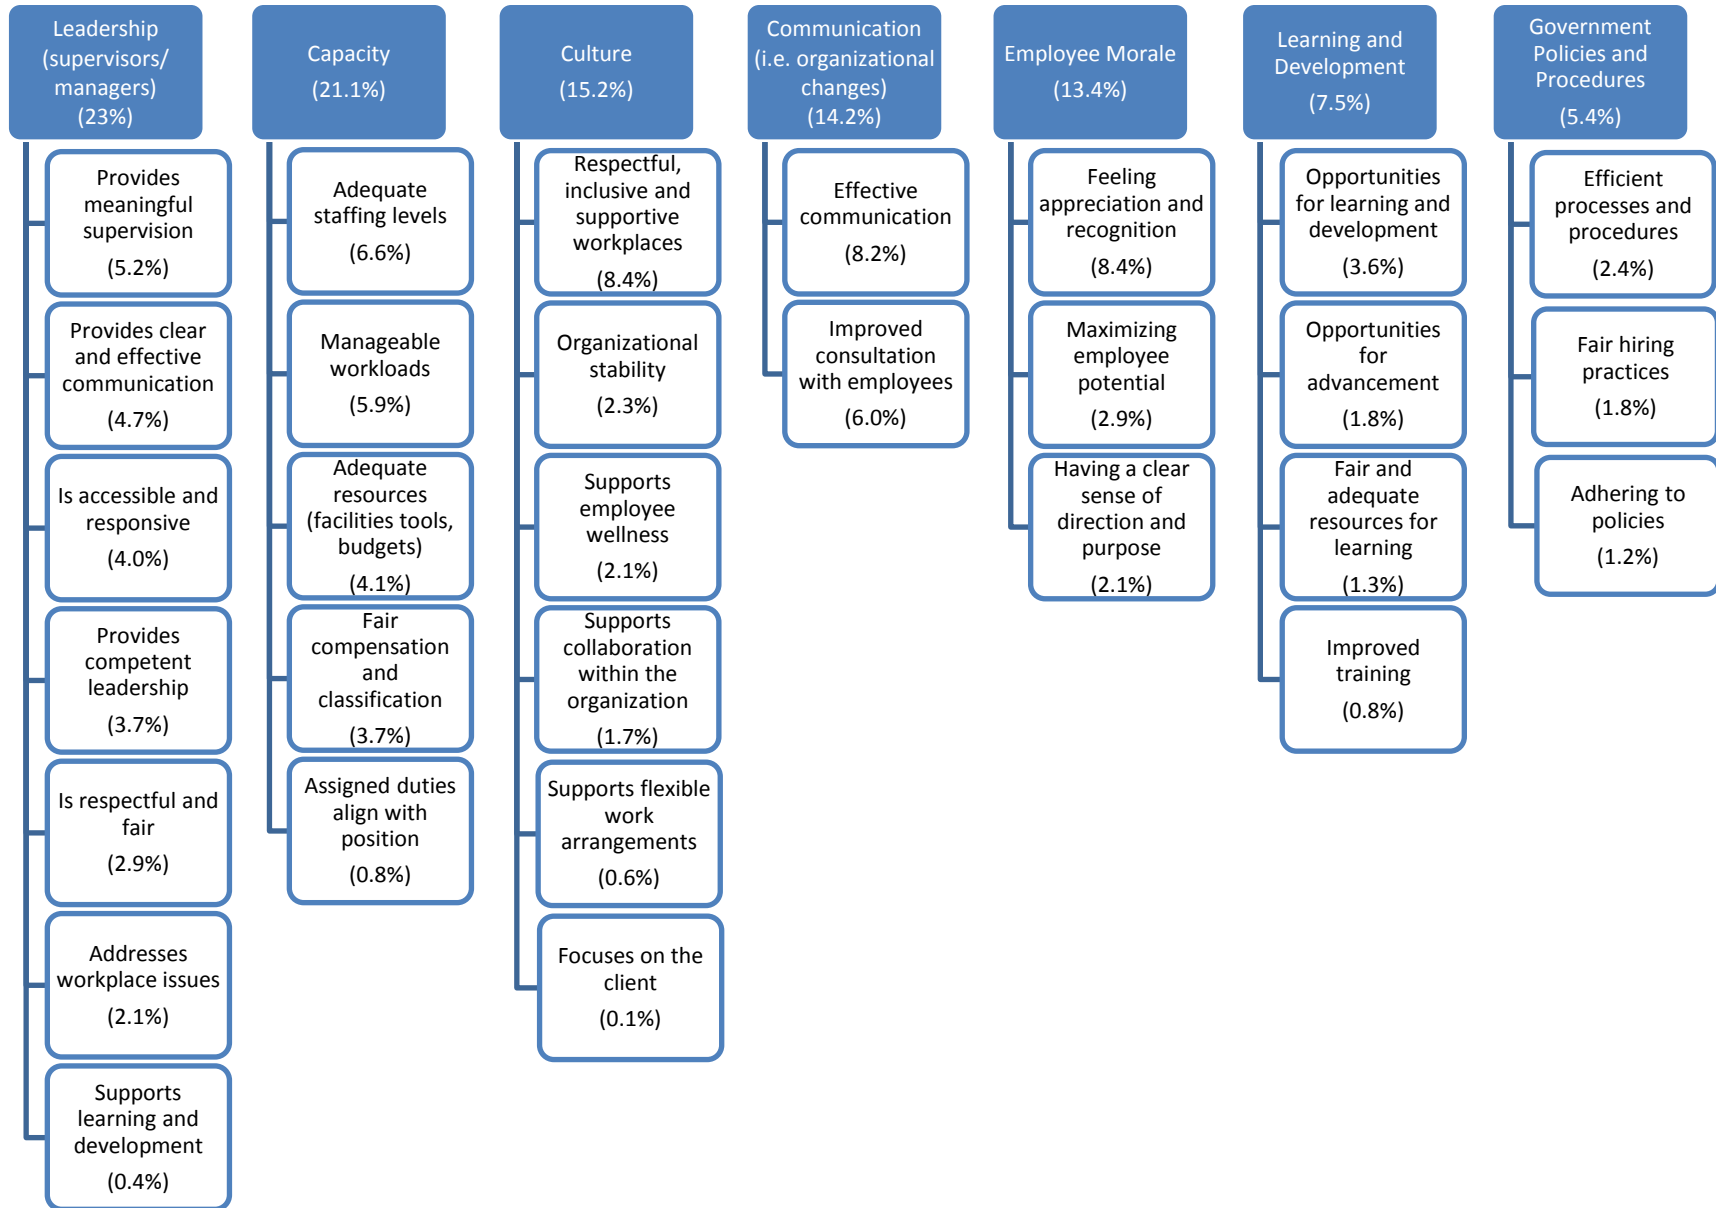 Leadership
(supervisors/
managers)
(23%)
Provides
meaningful
supervision
(5.2%)
Provides clear
and effective
communication
(4.7%)
Is accessible and
responsive
(4.0%)
Provides
competent
leadership
(3.7%)
Is respectful and
fair
(2.9%)
Addresses
workplace issues
(2.1%)
Supports
learning and
development
(0.4%)
Capacity
(21.1%)
Adequate
staffing levels
(6.6%)
Manageable
workloads
(5.9%)
Adequate
resources
(facilities tools,
budgets)
(4.1%)
Fair
compensation
and
classification
(3.7%)
Assigned duties
align with
position
(0.8%)
Culture
(15.2%)
Respectful,
inclusive and
supportive
workplaces
(8.4%)
Organizational
stability
(2.3%)
Supports
employee
wellness
(2.1%)
Supports
collaboration
within the
organization
(1.7%)
Supports flexible
work
arrangements
(0.6%)
Focuses on the
client
(0.1%)
Communication
(i.e. organizational
changes)
(14.2%)
Effective
communication
(8.2%)
Improved
consultation
with employees
(6.0%)
Employee Morale
(13.4%)
Feeling
appreciation and
recognition
(8.4%)
Maximizing
employee
potential
(2.9%)
Having a clear
sense of
direction and
purpose
(2.1%)
Learning and
Development
(7.5%)
Opportunities
for learning and
development
(3.6%)
Opportunities
for
advancement
(1.8%)
Fair and
adequate
resources for
learning
(1.3%)
Improved
training
(0.8%)
Government
Policies and
Procedures
(5.4%)
Efficient
processes and
procedures
(2.4%)
Fair hiring
practices
(1.8%)
Adhering to
policies
(1.2%)